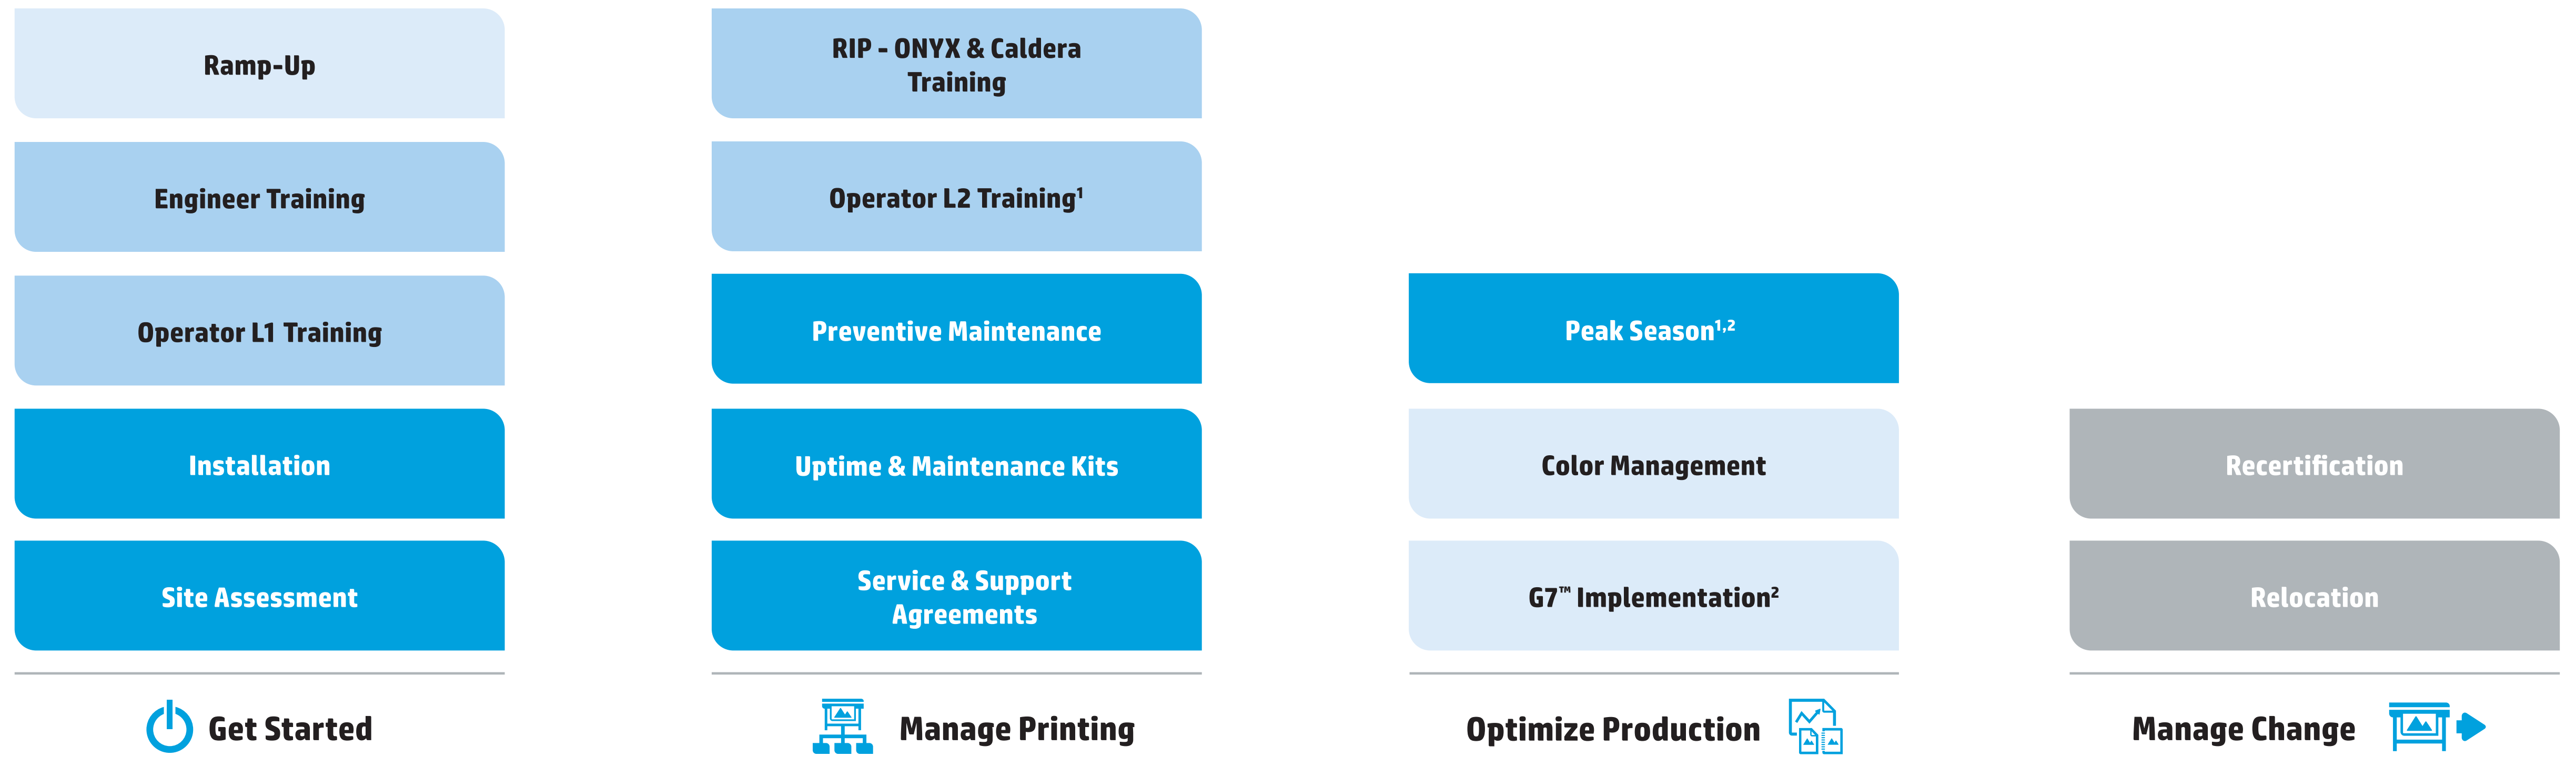 Ramp-Up
Engineer Training
Operator L1 Training
Installation
Site Assessment
Get Started
RIP - ONYX & Caldera
Training
Operator L2 Training¹
Preventive Maintenance
Uptime & Maintenance Kits
Service & Support
Agreements
Manage Printing
Peak Season¹,²
Color Management
G7™ Implementation²
Optimize Production
Recertification
Relocation
Manage Change